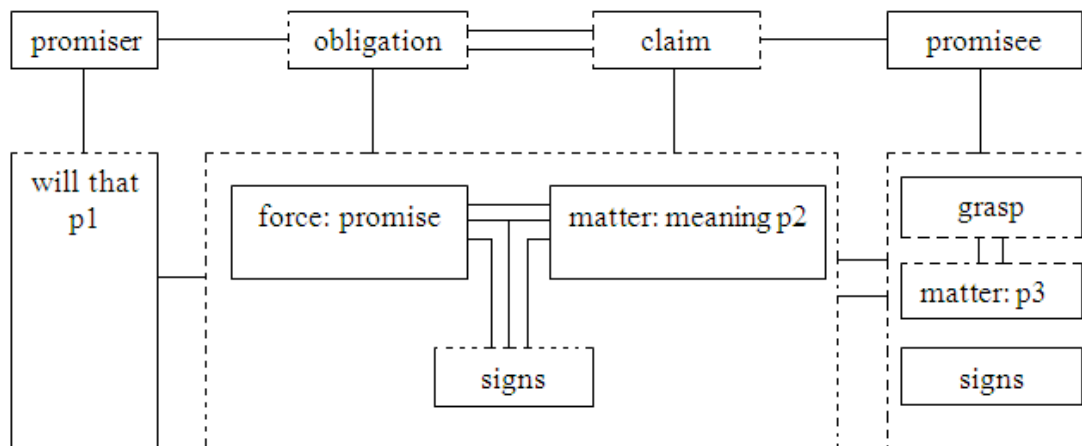 promiser
obligation
claim
promisee
will that
p1
force: promise
matter: meaning p2
signs
grasp
matter: p3
signs